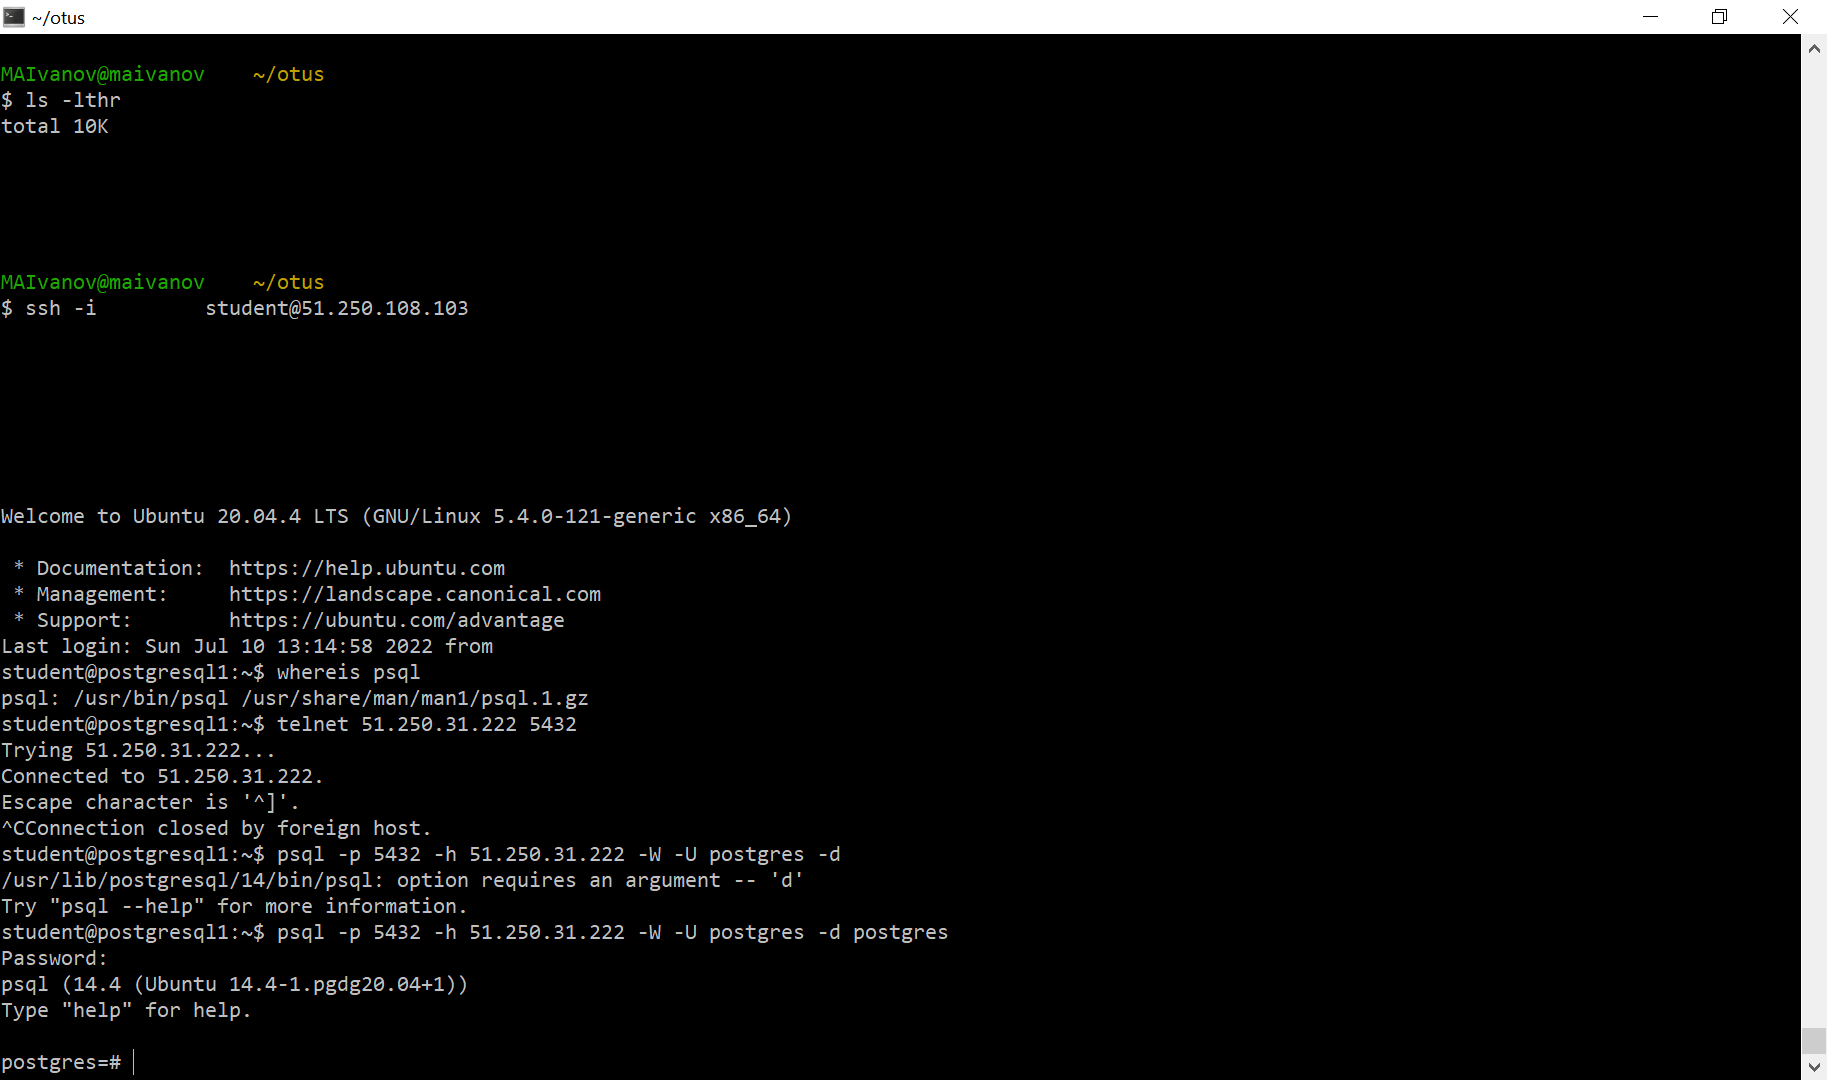 ~/otus
MAIvanov@maivanov    ~/otus
$ ls -lthr
total 10K
MAIvanov@maivanov    ~/otus
$ ssh -i         student@51.250.108.103
Welcome to Ubuntu 20.04.4 LTS (GNU/Linux 5.4.0-121-generic x86_64)
 * Documentation:  https://help.ubuntu.com
 * Management:     https://landscape.canonical.com
 * Support:        https://ubuntu.com/advantage
Last login: Sun Jul 10 13:14:58 2022 from
student@postgresql1:~$ whereis psql
psql: /usr/bin/psql /usr/share/man/man1/psql.1.gz
student@postgresql1:~$ telnet 51.250.31.222 5432
Trying 51.250.31.222...
Connected to 51.250.31.222.
Escape character is '^]'.
^CConnection closed by foreign host.
student@postgresql1:~$ psql -p 5432 -h 51.250.31.222 -W -U postgres -d
/usr/lib/postgresql/14/bin/psql: option requires an argument -- 'd'
Try "psql --help" for more information.
student@postgresql1:~$ psql -p 5432 -h 51.250.31.222 -W -U postgres -d postgres
Password:
psql (14.4 (Ubuntu 14.4-1.pgdg20.04+1))
Type "help" for help.
postgres=#